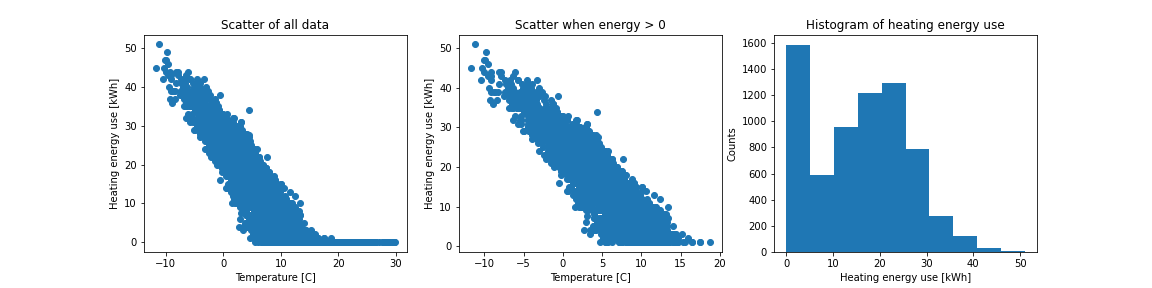 Scatter of all data
Heating energy use [kWh]
50
40
30
20
10
0
−10 0 10 20 30
Temperature [C]
Scatter when energy > 0
Heating energy use [kWh]
50
40
30
20
10
0
−10 −5 0 5 10 15 20
Temperature [C]
Histogram of heating energy use
Counts
1600
1400
1200
1000
800
600
400
200
0
0 10 20 30 40 50
Heating energy use [kWh]